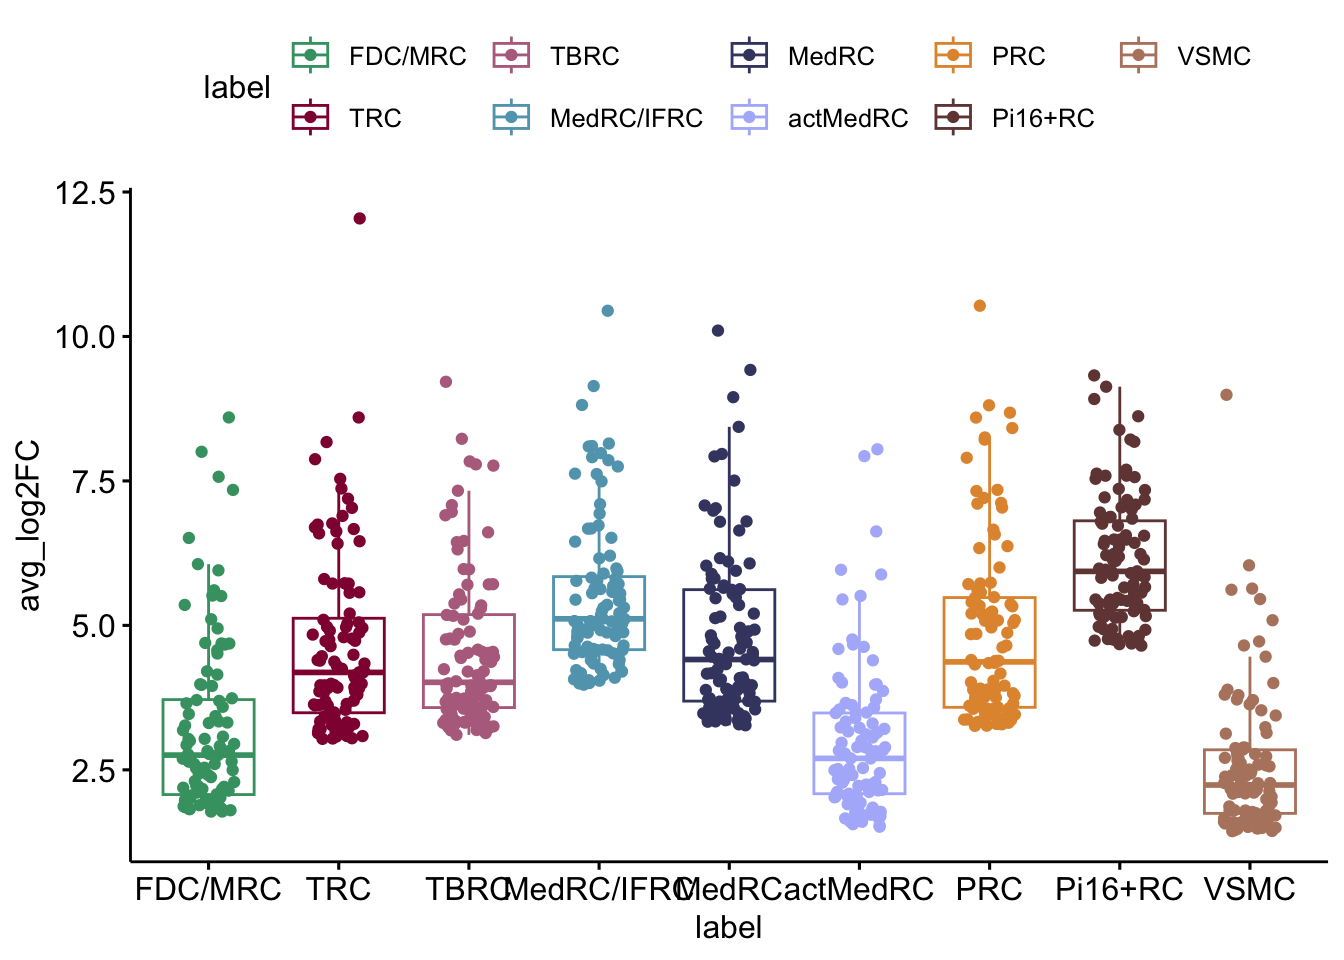 label
FDC/MRC TBRC MedRC PRC VSMC
TRC MedRC/IFRC actMedRC Pi16+RC
12.5
10.0
7.5
5.0
2.5
avg_log2FC
FDC/MRC TRC TBRC MedRC/IFRC MedRC actMedRC PRC Pi16+RC VSMC
label